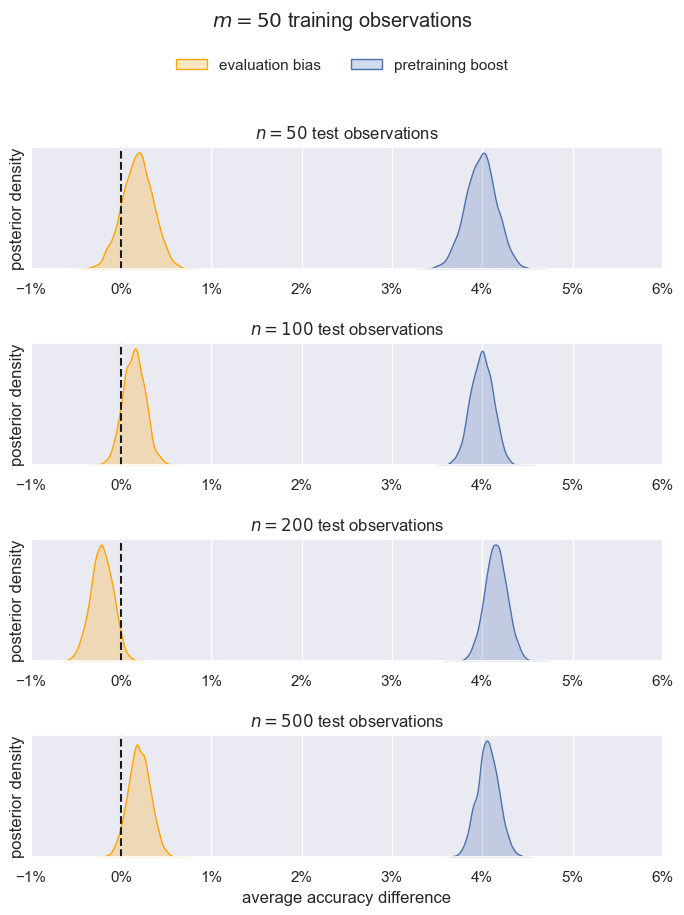 m = 50 training observations
evaluation bias pretraining boost
n = 50 test observations
posterior density
−1% 0% 1% 2% 3% 4% 5% 6%
n = 100 test observations
posterior density
−1% 0% 1% 2% 3% 4% 5% 6%
n = 200 test observations
posterior density
−1% 0% 1% 2% 3% 4% 5% 6%
n = 500 test observations
posterior density
−1% 0% 1% 2% 3% 4% 5% 6%
average accuracy difference